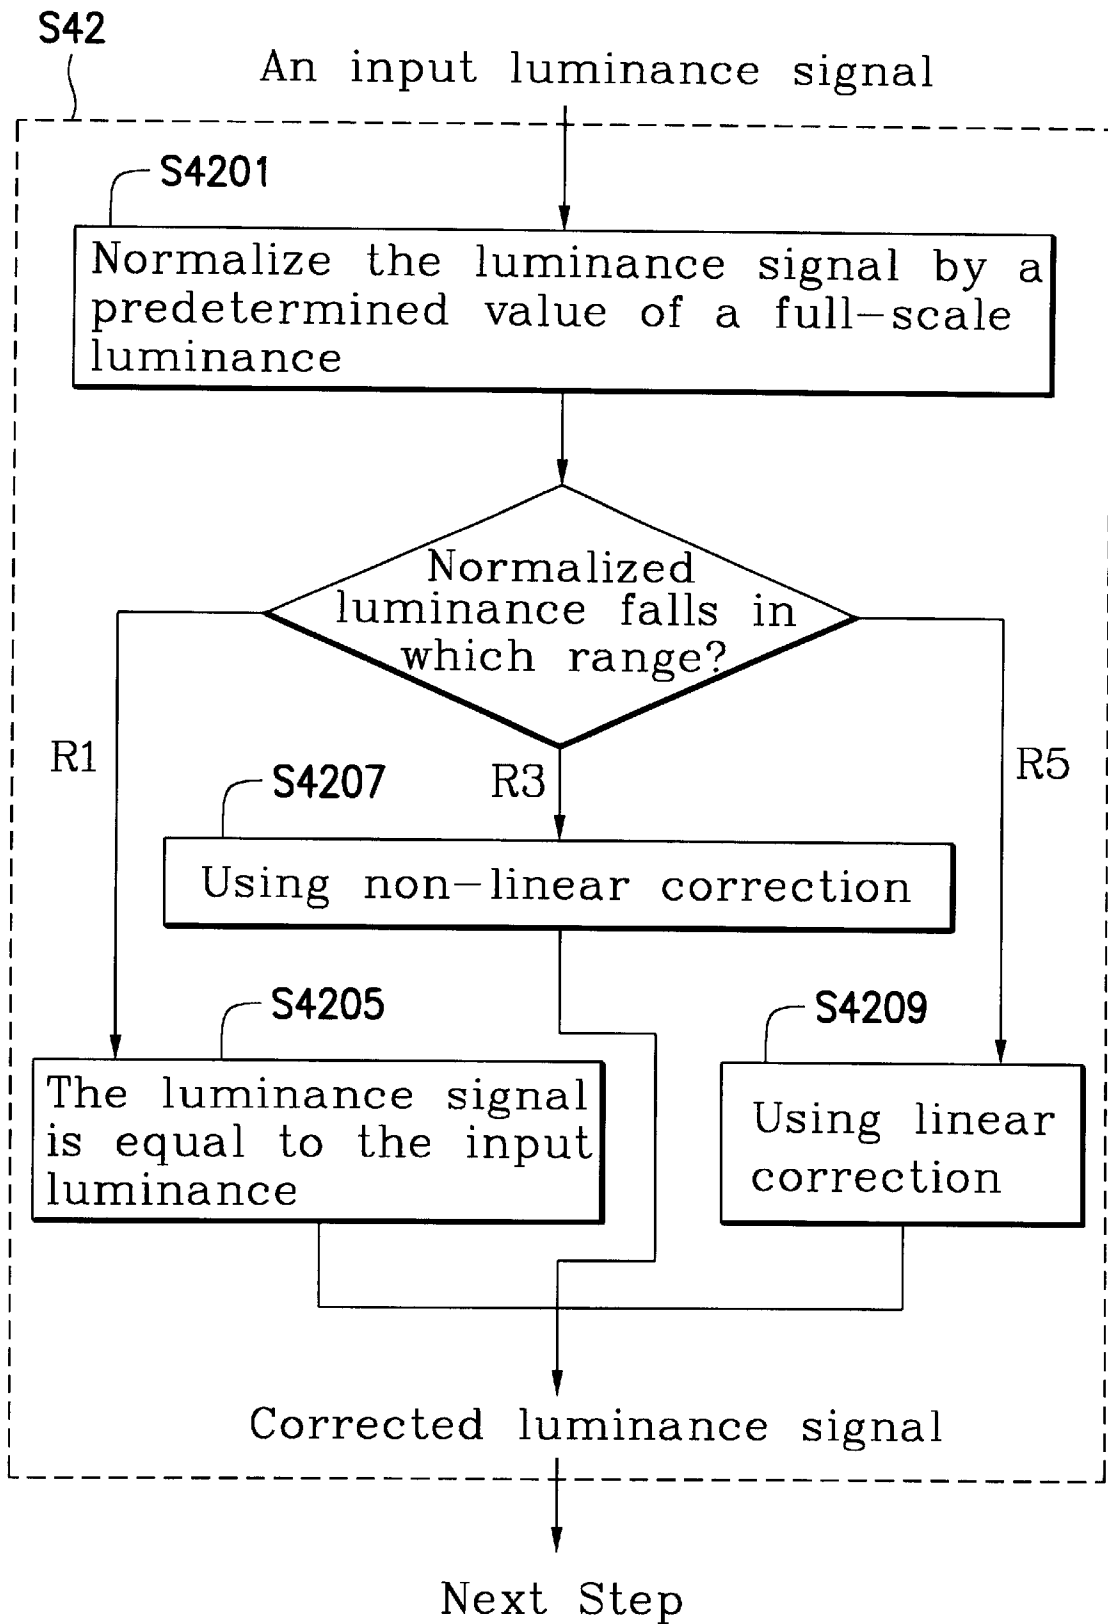 S42
An input luminance signal
S4201
Normalize the luminance signal by a
predetermined value of a full-scale
luminance
Normalized
luminance falls in
which range?
R1
R3
R5
S4207
Using non-linear correction
S4205
The luminance signal
is equal to the input
luminance
S4209
Using linear
correction
Corrected luminance signal
Next Step